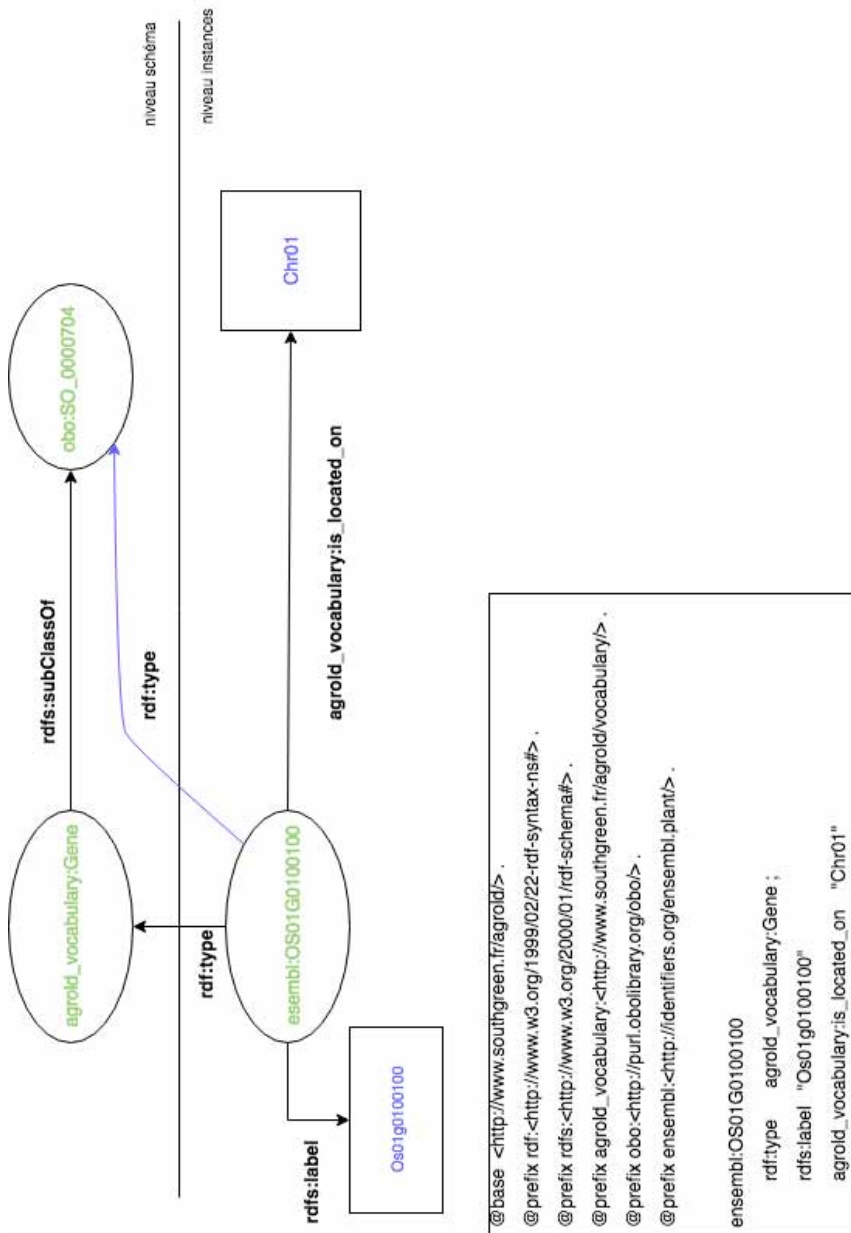 niveau schéma
niveau instances
rdfs:subClassOf
agrold_vocabulary:Gene
obo:SO_0000704
rdf:type
rdf:type
esembl:OS01G0100100
agrold_vocabulary:is_located_on
Chr01
rdfs:label
Os01g0100100
@base <http://www.southgreen.fr/agrold/> .
@prefix rdf:<http://www.w3.org/1999/02/22-rdf-syntax-ns#> .
@prefix rdfs:<http://www.w3.org/2000/01/rdf-schema#> .
@prefix agrold_vocabulary:<http://www.southgreen.fr/agrold/vocabulary/> .
@prefix obo:<http://purl.obolibrary.org/obo/> .
@prefix ensembl:<http://identifiers.org/ensembl.plant/> .
ensembl:OS01G0100100
rdf:type agrold_vocabulary:Gene ;
rdfs:label "Os01g0100100"
agrold_vocabulary:is_located_on "Chr01"